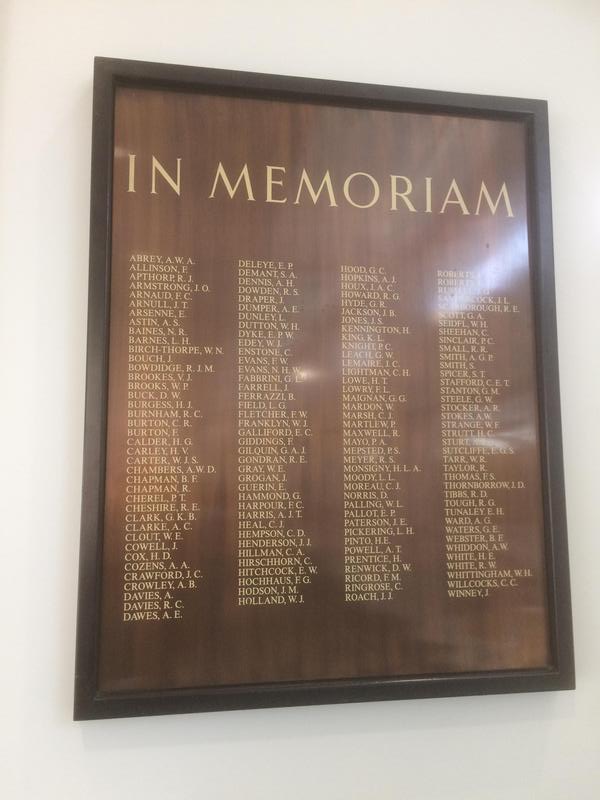 IN MEMORIAM
ABREY, A.W. A.
ALLINSON, F.
APTHORP, R. J.
ARMSTRONG, J. O.
ARNAUD, F. C.
ARNULL, J. T.
ARSENNE, E.
ASTIN, A. S.
BAINES, N. R.
BARNES, L. H.
BIRCH-THORPE, W. N.
BOUCH, J.
BOWDIDGE, R. J. M.
BROOKES, V. J.
BROOKS, W. P.
BUCK, D. W.
BURGESS, H. J.
BURNHAM, R. C.
BURTON, C. R.
BURTON, F.
CALDER, H. G.
CARLEY, H. V.
CARTER, W. J. S.
CHAMBERS, A.W. D.
CHAPMAN, B. F.
CHAPMAN, R.
CHEREL, P. T.
CHESHIRE, R. E.
CLARK, G. K. B.
CLARKE, A. C.
CLOUT, W. E.
COWELL, J.
COX, H. D.
COZENS, A. A.
CRAWFORD, J. C.
CROWLEY, A. B.
DAVIES, A.
DAVIES, R. C.
DAWES, A. E.
DELEYE, E. P.
DEMANT, S. A.
DENNIS, A. H.
DOWDEN, R. S.
DRAPER, J.
DUMPER, A. E.
DUNLEY, L.
DUTTON, W. H.
DYKE, E. P. W.
EDEY, W. J.
ENSTONE, C.
EVANS, F. W.
EVANS, N. H. W.
FABBRINI, G.
FARRELL, J.
FERRAZZI, B.
FIELD, L. G.
FLETCHER, F. W.
FRANKLYN, W. J.
GALLIFORD, E. C.
GIDDINGS, F.
GILQUIN, G. A. J.
GONDRAN, R. E.
GRAY, W. E.
GROGAN, J.
GUERIN, E.
HAMMOND, G.
HARPOUR, F. C.
HARRIS, A. J. T.
HEAL, C. J.
HEMPSON, C. D.
HENDERSON, J. J.
HILLMAN, C. A.
HIRSCHHORN, C.
HITCHCOCK, E. W.
HOCHHAUS, F. G.
HODSON, J. M.
HOLLAND, W. J.
HOOD, G. C.
HOPKINS, A. J.
HOUX, J. A. C.
HOWARD, R. G.
HYDE, G. R.
JACKSON, J. B.
JONES, J. S.
KENNINGTON, H.
KING, K. L.
KNIGHT, P. G.
LEACH, G. W.
LEMAIRE, J. C.
LIGHTMAN, C. H.
LOWE, H. T.
LOWRY, F. L.
MAIGNAN, G. G.
MARDON, W.
MARSH, C. J.
MARTLEW, P.
MAXWELL, R.
MAYO, P. A.
MEPSTED, P. S.
MEYER, R. S.
MONSIGNY, H. L. A.
MOODY, L. L.
MOREAU, C. J.
NORRIS, D.
PALLING, W. L.
PALLOT, E. P.
PATERSON, J. E.
PICKERING, L. H.
PINTO, H. E.
POWELL, A. T.
PRENTICE, H.
RENWICK, D. W.
RICORD, F. M.
RINGROSE, C.
ROACH, J. J.
ROBERTS,
ROBERTS,
SCARBOROUGH, R. E.
SCOTT, G. A.
SEIDFL, W. H.
SHEEHAN, C.
SINCLAIR, P. C.
SMALL, R. R.
SMITH, A. G. P.
SMITH, S.
SPICER, S. T.
STAFFORD, C. E. T.
STANTON, G. M.
STEELE, G. W.
STOCKER, A. R.
STOKES, A.W.
STRANGE, W. F.
STRUTT, H. C.
STURT,
SUTCLIFFE, E. G. S.
TARR, W. R.
TAYLOR, R.
THOMAS, F. S.
THORNBORROW, J. D.
TIBBS, R. D.
TOUGH, R. G.
TUNALEY, E. H.
WARD, A. G.
WATERS, G. E.
WEBSTER, B. F.
WHIDDON, A.W.
WHITE, H. E.
WHITE, R. W.
WHITTINGHAM, W. H.
WILLCOCKS, C. C.
WINNEY, J.